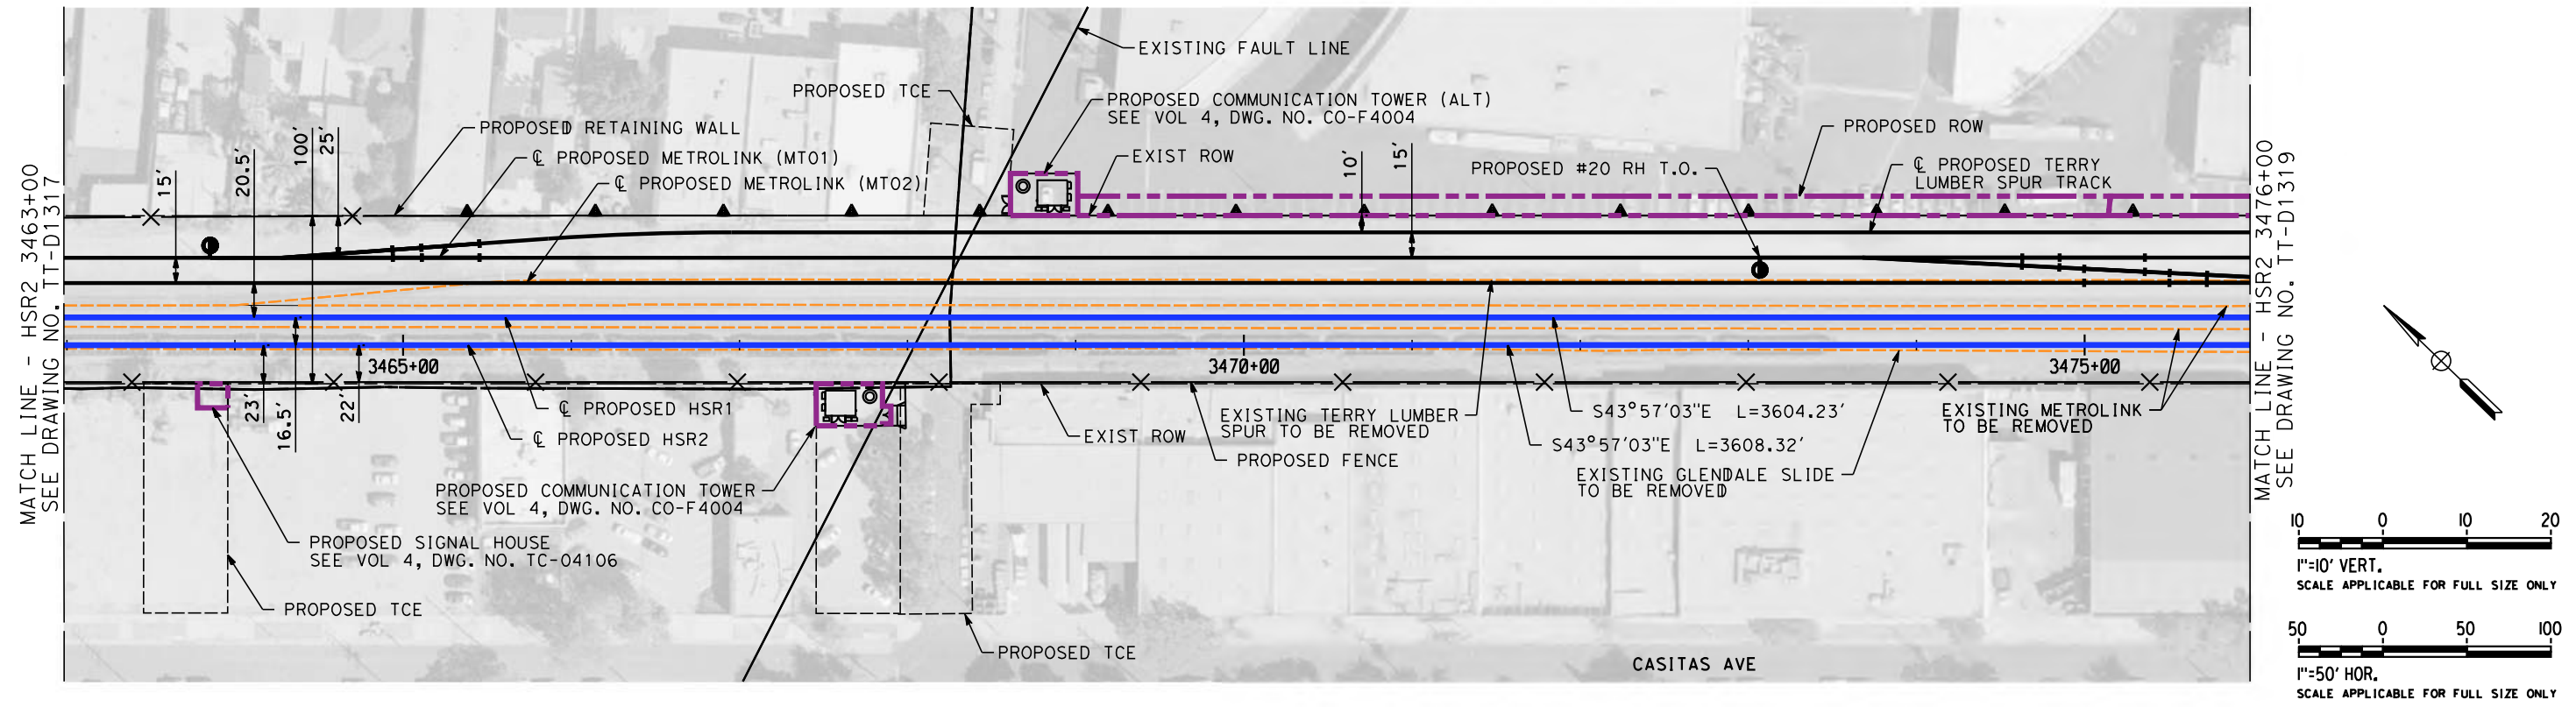 MATCH LINE - HSR2 3463+00
SEE DRAWING NO. TT-D1317
15'
20.5'
100'
25'
PROPOSED RETAINING WALL
℄ PROPOSED METROLINK (MT01)
℄ PROPOSED METROLINK (MT02)
PROPOSED TCE
EXISTING FAULT LINE
PROPOSED COMMUNICATION TOWER (ALT)
SEE VOL 4, DWG. NO. CO-F4004
EXIST ROW
10'
15'
PROPOSED #20 RH T.O.
PROPOSED ROW
℄ PROPOSED TERRY
LUMBER SPUR TRACK
MATCH LINE - HSR2 3476+00
SEE DRAWING NO. TT-D1319
3465+00
3470+00
3475+00
23'
16.5'
22'
℄ PROPOSED HSR1
℄ PROPOSED HSR2
EXIST ROW
PROPOSED FENCE
EXISTING TERRY LUMBER
SPUR TO BE REMOVED
S43°57'03"E L=3604.23'
S43°57'03"E L=3608.32'
EXISTING GLENDALE SLIDE
TO BE REMOVED
EXISTING METROLINK
TO BE REMOVED
PROPOSED COMMUNICATION TOWER
SEE VOL 4, DWG. NO. CO-F4004
PROPOSED SIGNAL HOUSE
SEE VOL 4, DWG. NO. TC-04106
PROPOSED TCE
PROPOSED TCE
CASITAS AVE
10 0 10 20
1"=10' VERT.
SCALE APPLICABLE FOR FULL SIZE ONLY
50 0 50 100
1"=50' HOR.
SCALE APPLICABLE FOR FULL SIZE ONLY